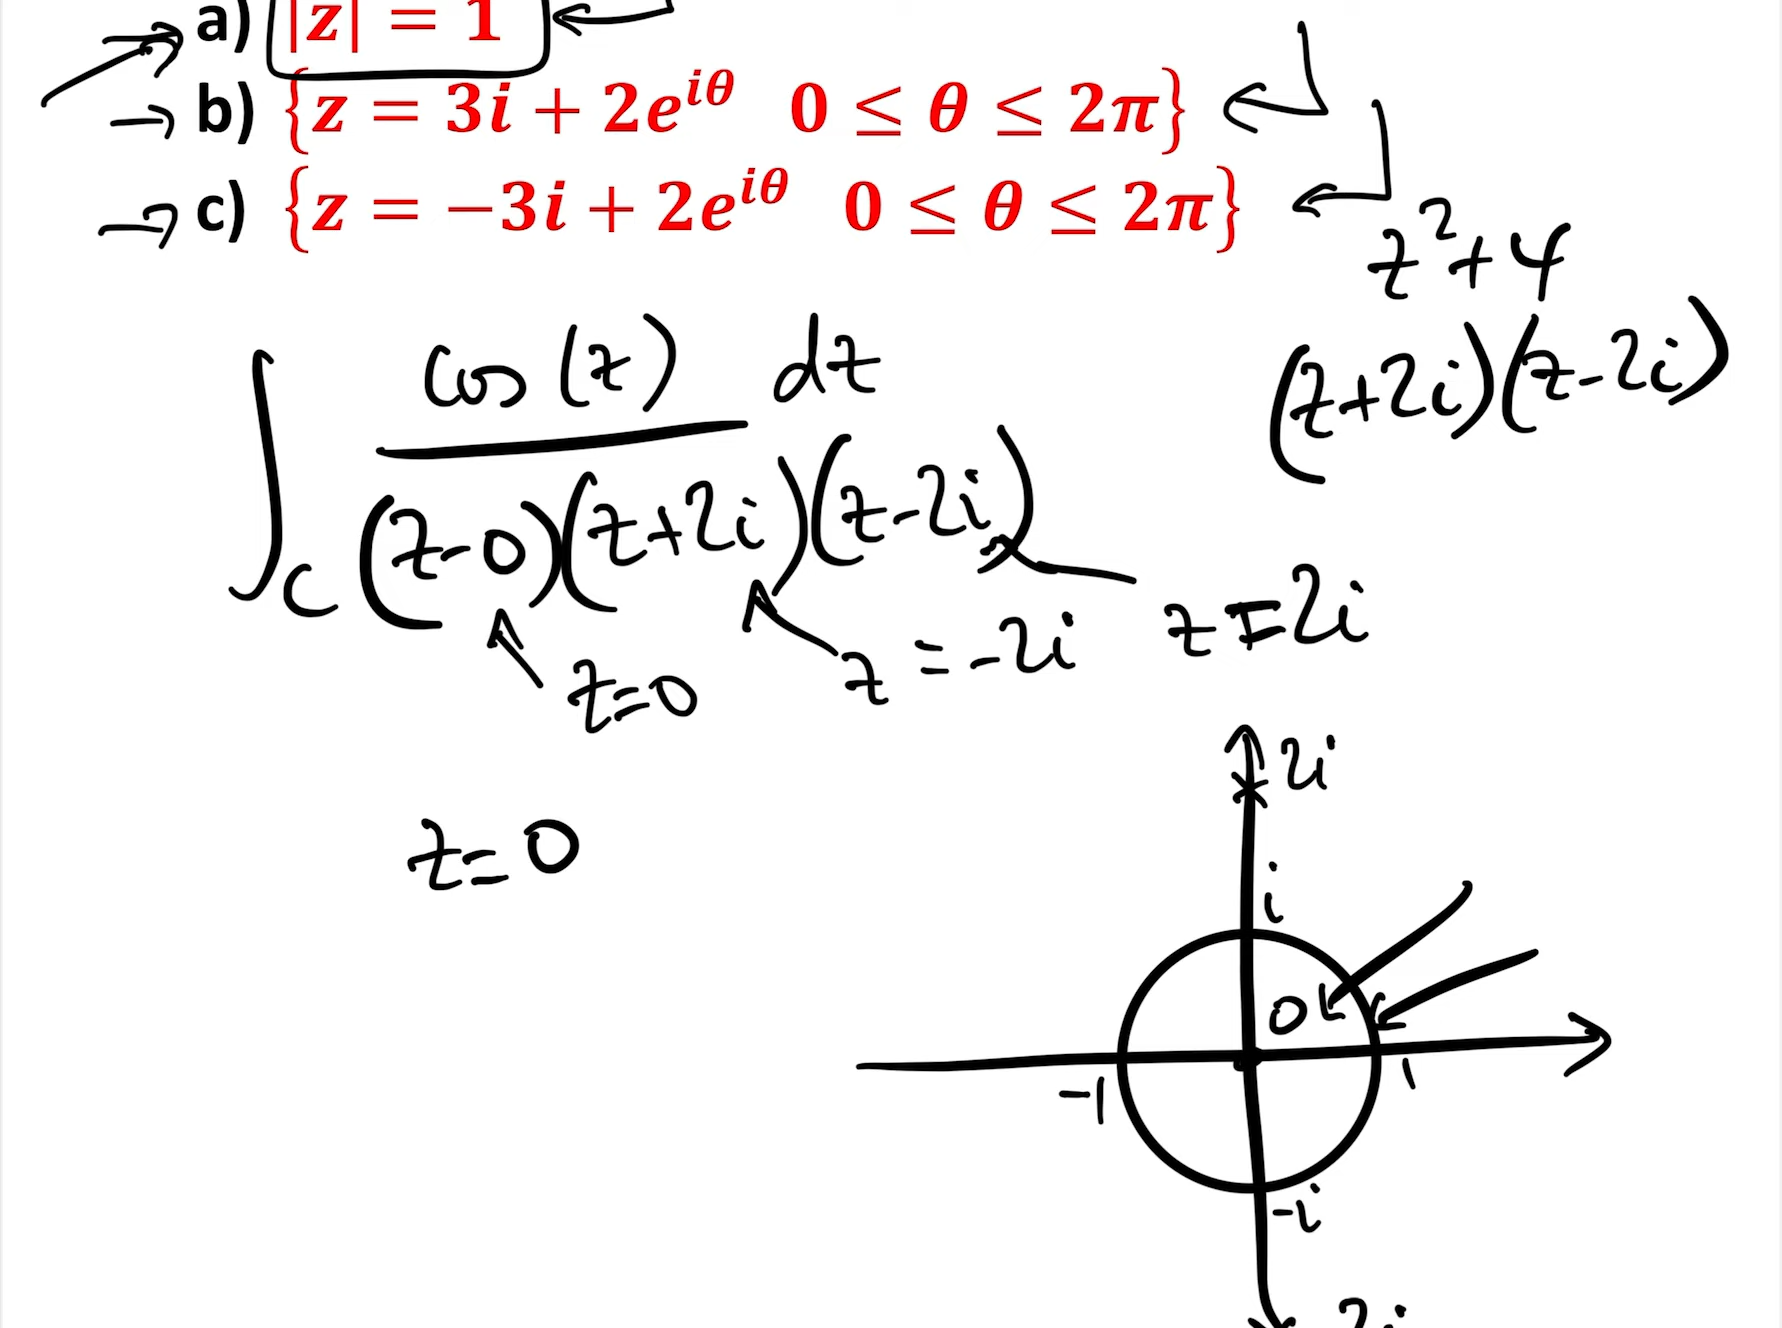 a) |z| = 1
b) {z = 3i + 2e^{iθ} 0 ≤ θ ≤ 2π}
c) {z = −3i + 2e^{iθ} 0 ≤ θ ≤ 2π}
z²+4
(z+2i)(z-2i)
∫_C cos(z) dz / (z-0)(z+2i)(z-2i)
z=0
z = -2i
z = 2i
z=0
2i
i
0
-1
1
-i